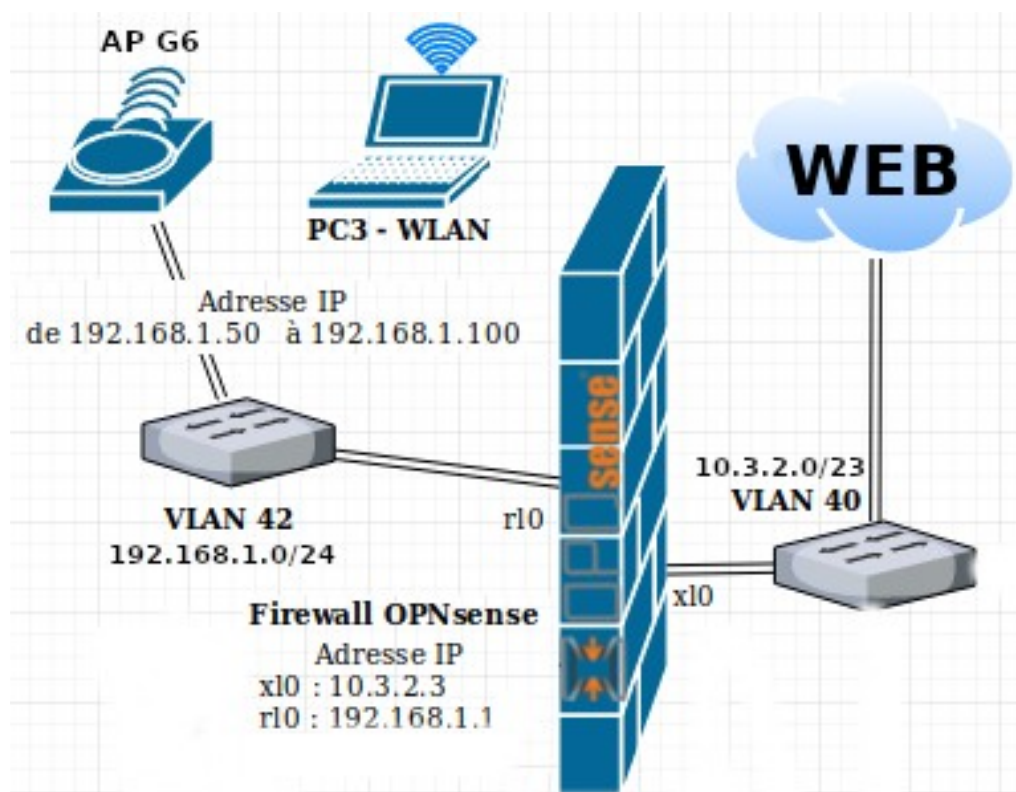 AP G6
PC3 - WLAN
WEB
Adresse IP
de 192.168.1.50 à 192.168.1.100
VLAN 42
192.168.1.0/24
rl0
OPNsense
10.3.2.0/23
VLAN 40
xl0
Firewall OPNsense
Adresse IP
xl0 : 10.3.2.3
rl0 : 192.168.1.1